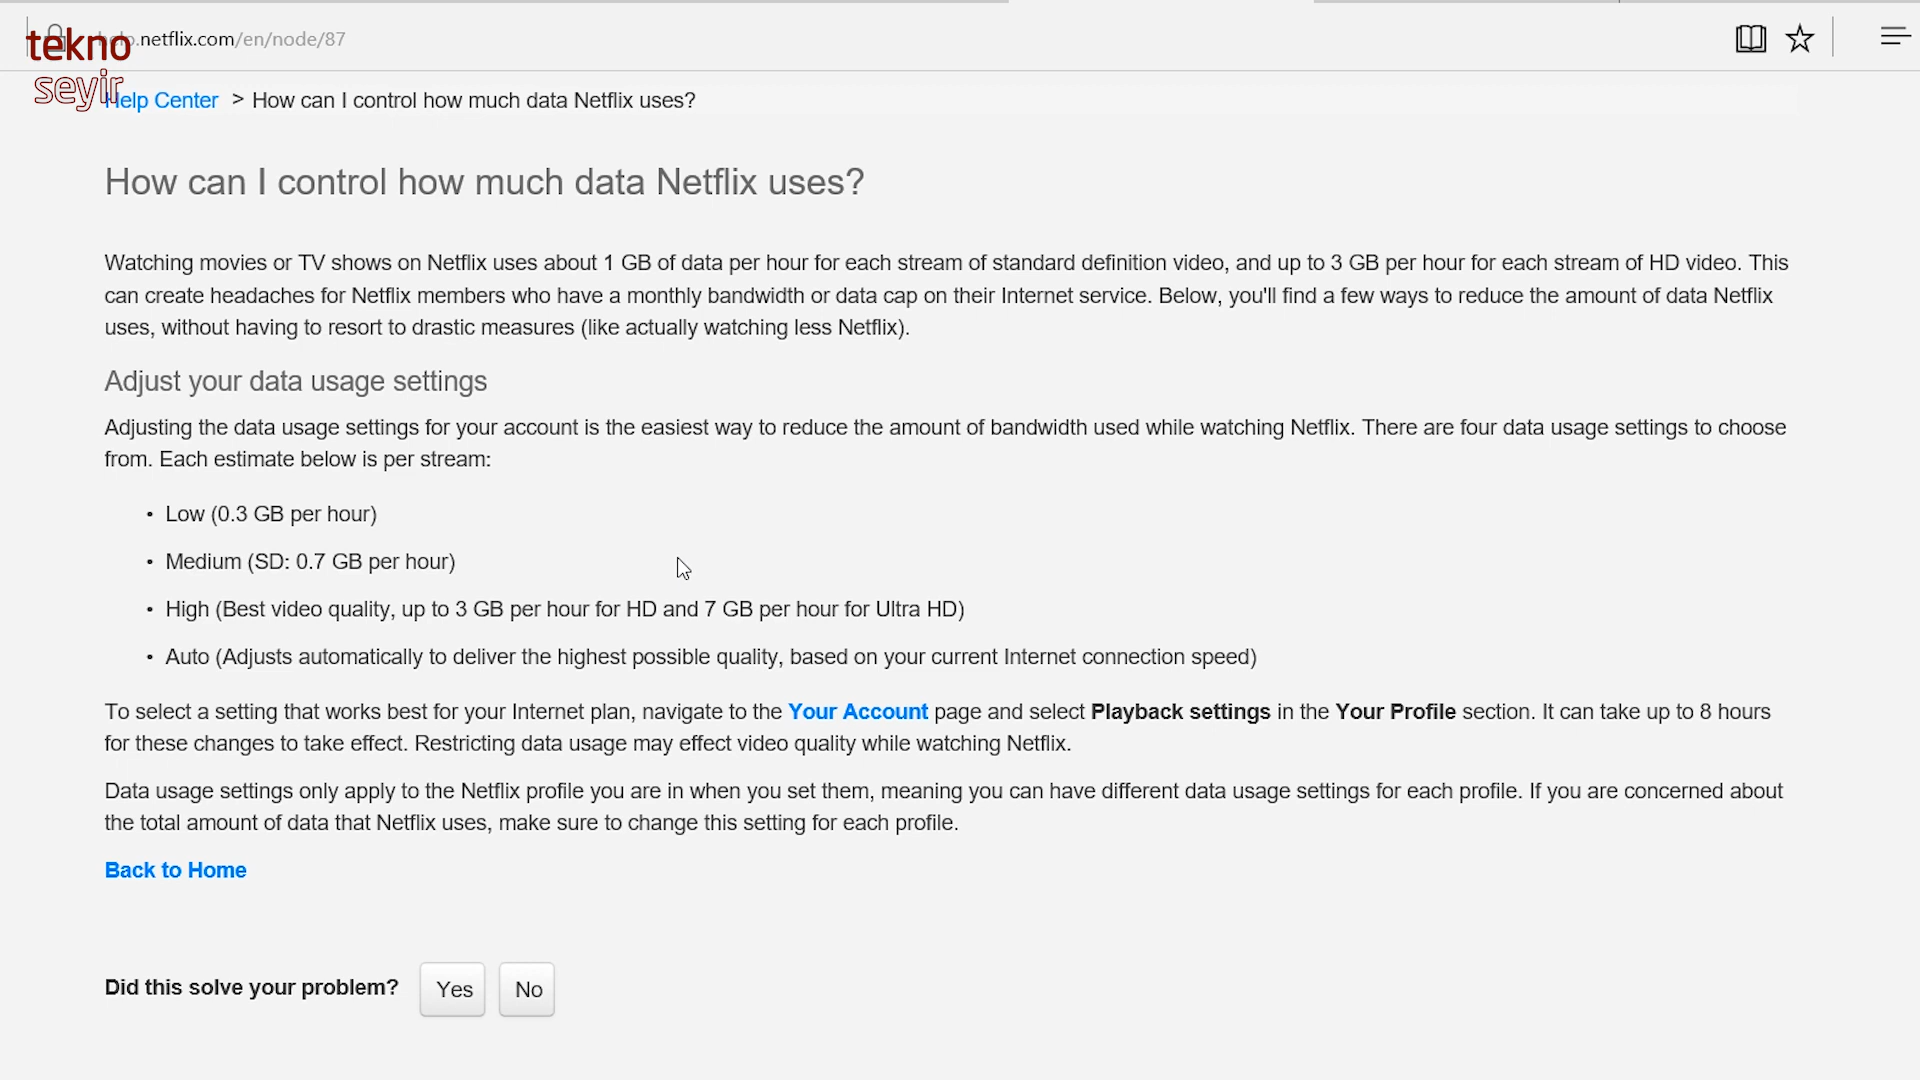 tekno
seyir
help.netflix.com/en/node/87
Help Center > How can I control how much data Netflix uses?
How can I control how much data Netflix uses?
Watching movies or TV shows on Netflix uses about 1 GB of data per hour for each stream of standard definition video, and up to 3 GB per hour for each stream of HD video. This
can create headaches for Netflix members who have a monthly bandwidth or data cap on their Internet service. Below, you'll find a few ways to reduce the amount of data Netflix
uses, without having to resort to drastic measures (like actually watching less Netflix).
Adjust your data usage settings
Adjusting the data usage settings for your account is the easiest way to reduce the amount of bandwidth used while watching Netflix. There are four data usage settings to choose
from. Each estimate below is per stream:
• Low (0.3 GB per hour)
• Medium (SD: 0.7 GB per hour)
• High (Best video quality, up to 3 GB per hour for HD and 7 GB per hour for Ultra HD)
• Auto (Adjusts automatically to deliver the highest possible quality, based on your current Internet connection speed)
To select a setting that works best for your Internet plan, navigate to the Your Account page and select Playback settings in the Your Profile section. It can take up to 8 hours
for these changes to take effect. Restricting data usage may effect video quality while watching Netflix.
Data usage settings only apply to the Netflix profile you are in when you set them, meaning you can have different data usage settings for each profile. If you are concerned about
the total amount of data that Netflix uses, make sure to change this setting for each profile.
Back to Home
Did this solve your problem? Yes No